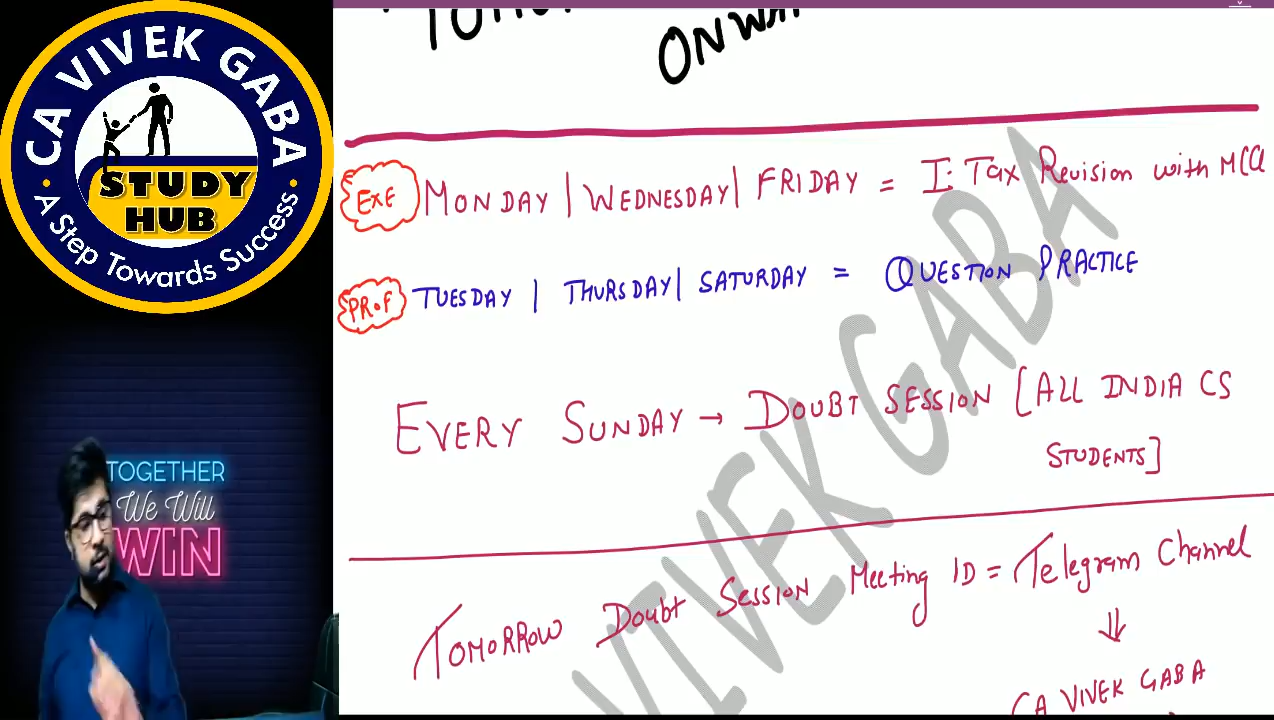 CA VIVEK GABA
STUDY
HUB
• A Step Towards Success •
TOGETHER
We Will
WIN
EXE MONDAY | WEDNESDAY | FRIDAY = I. Tax Revision with MCQ
PROF TUESDAY | THURSDAY | SATURDAY = QUESTION PRACTICE
EVERY SUNDAY → DOUBT SESSION [ALL INDIA CS
STUDENTS]
TOMORROW Doubt Session Meeting ID = Telegram Channel
⇓
CA VIVEK GABA
VIVEK GABA